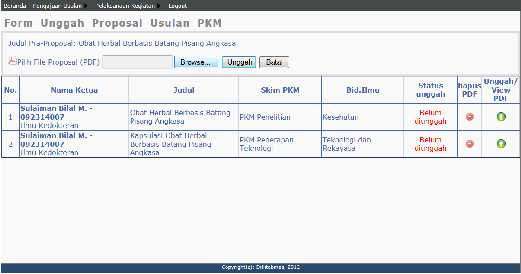 Beranda Pengajuan Usulan Pelaksanaan Kegiatan Logout
Form Unggah Proposal Usulan PKM
Judul Pra-Proposal: Obat Herbal Berbasis Batang Pisang Angkasa
Pilih File Proposal (PDF) Browse... Unggah Batal
No. Nama Ketua Judul Skim PKM Bid.Ilmu Status unggah Hapus PDF Unggah/ View PDF
1 Sulaiman Bilal M. - 092314007 Ilmu Kedokteran Obat Herbal Berbasis Batang Pisang Angkasa PKM Penelitian Kesehatan Belum diunggah
2 Sulaiman Bilal M. - 092314007 Ilmu Kedokteran Kapsulasi Obat Herbal Berbasis Batang Pisang Angkasa PKM Penerapan Teknologi Teknologi dan Rekayasa Belum diunggah
Copyright(c): Ditlitabmas, 2012